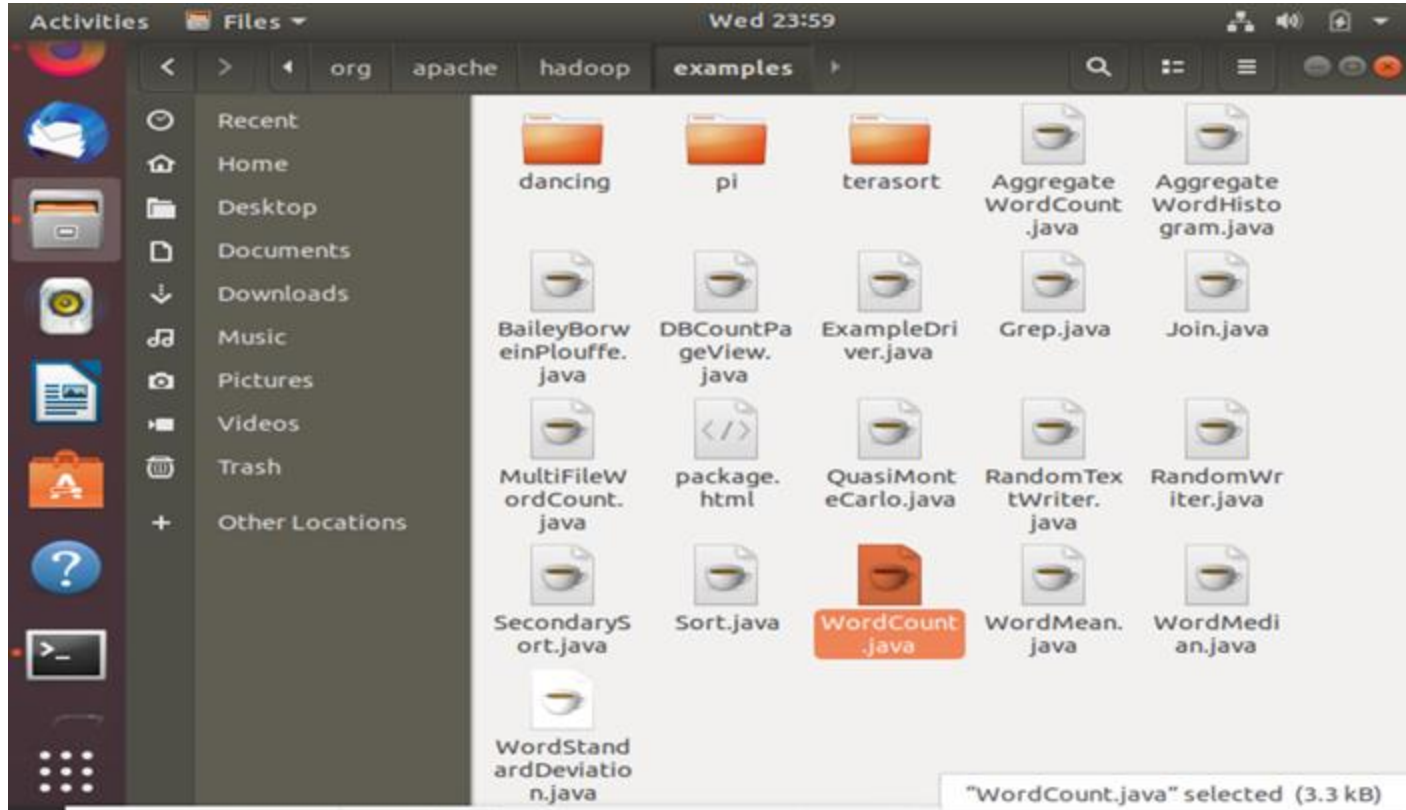 Activities Files Wed 23:59
org apache hadoop examples
Recent
Home
Desktop
Documents
Downloads
Music
Pictures
Videos
Trash
Other Locations
dancing
pi
terasort
Aggregate
WordCount
.java
Aggregate
WordHisto
gram.java
BaileyBorw
einPlouffe.
java
DBCountPa
geView.
java
ExampleDri
ver.java
Grep.java
Join.java
MultiFileW
ordCount.
java
package.
html
QuasiMont
eCarlo.java
RandomTex
tWriter.
java
RandomWr
iter.java
SecondaryS
ort.java
Sort.java
WordCount
.java
WordMean.
java
WordMedi
an.java
WordStand
ardDeviatio
n.java
"WordCount.java" selected (3.3 kB)